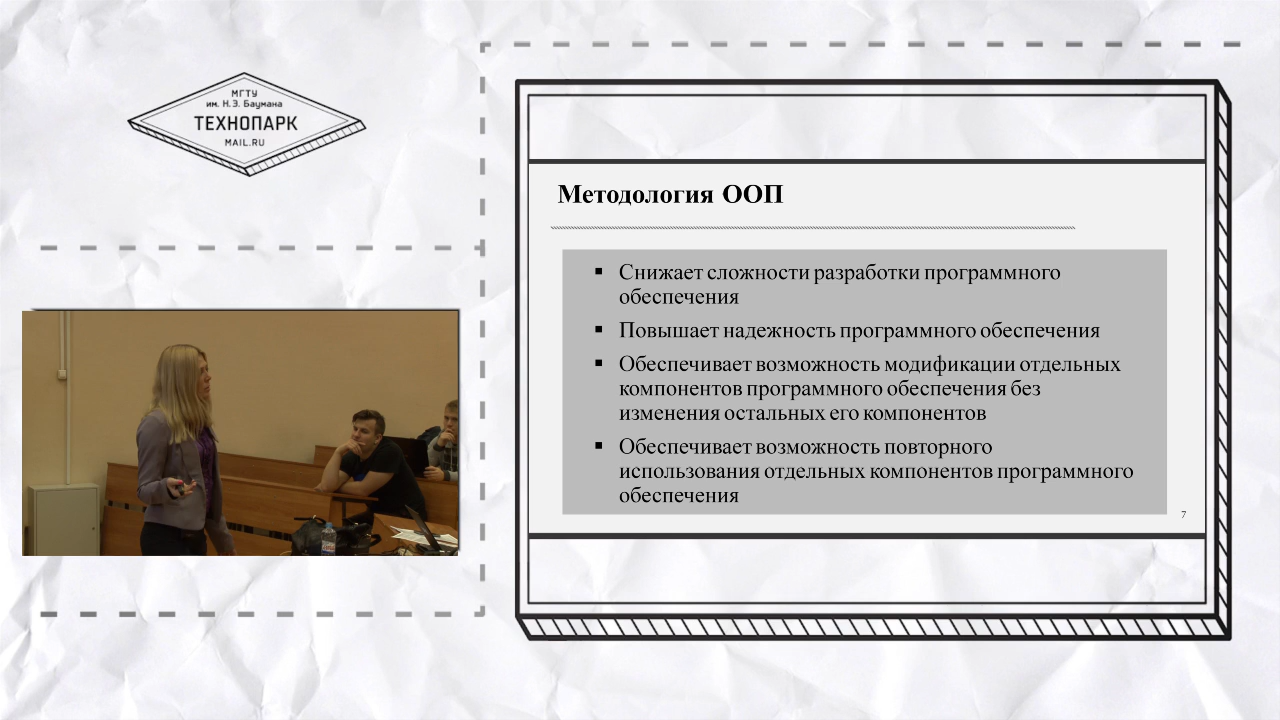 МГТУ
им. Н.Э. Баумана
ТЕХНОПАРК
MAIL.RU
Методология ООП
Снижает сложности разработки программного
обеспечения
Повышает надежность программного обеспечения
Обеспечивает возможность модификации отдельных
компонентов программного обеспечения без
изменения остальных его компонентов
Обеспечивает возможность повторного
использования отдельных компонентов программного
обеспечения
7